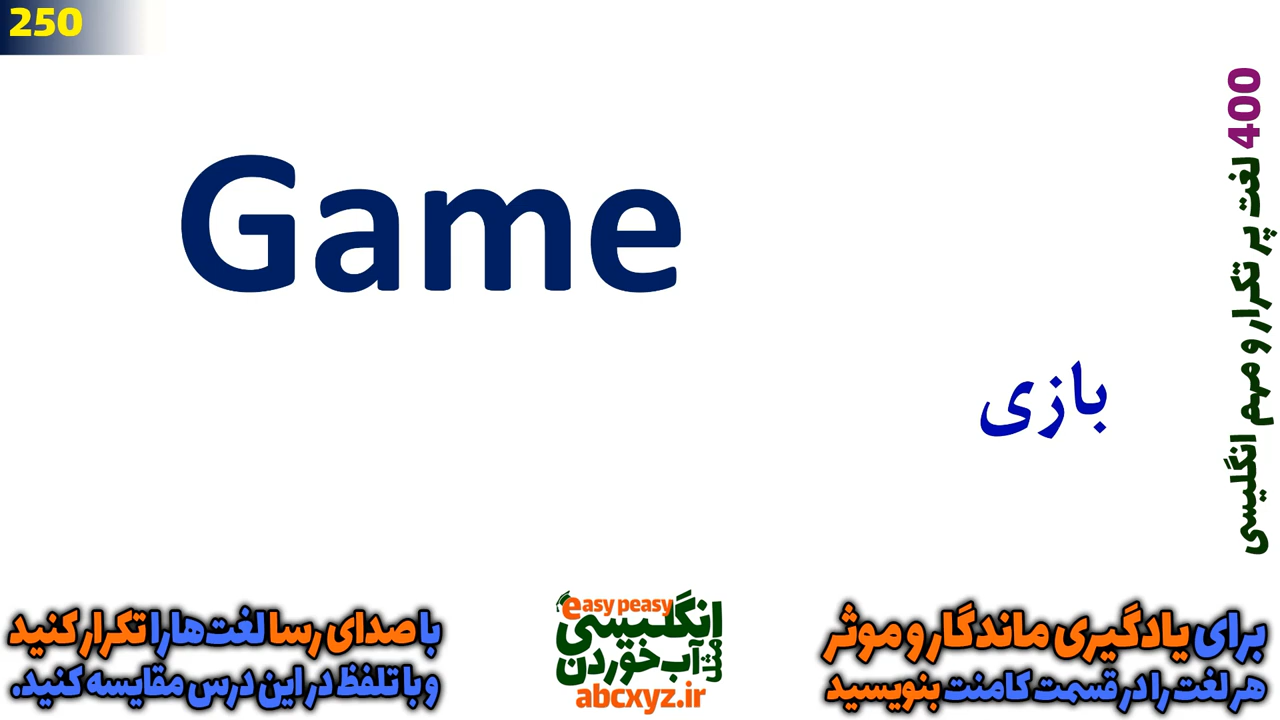 250
Game
بازی
400 لغت پر تکرار و مهم انگلیسی
برای یادگیری ماندگار و موثر
هر لغت را در قسمت کامنت بنویسید
easy peasy
انگلیسی
مثل آب خوردن
abcxyz.ir
با صدای رسا لغت‌ها را تکرار کنید
و با تلفظ در این درس مقایسه کنید.